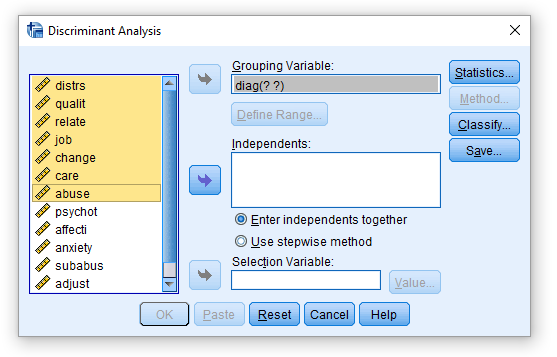 Discriminant Analysis
distrs
qualit
relate
job
change
care
abuse
psychot
affecti
anxiety
subabus
adjust
Grouping Variable:
diag(? ?)
Define Range...
Independents:
Enter independents together
Use stepwise method
Selection Variable:
Value...
Statistics...
Method...
Classify...
Save...
OK
Paste
Reset
Cancel
Help